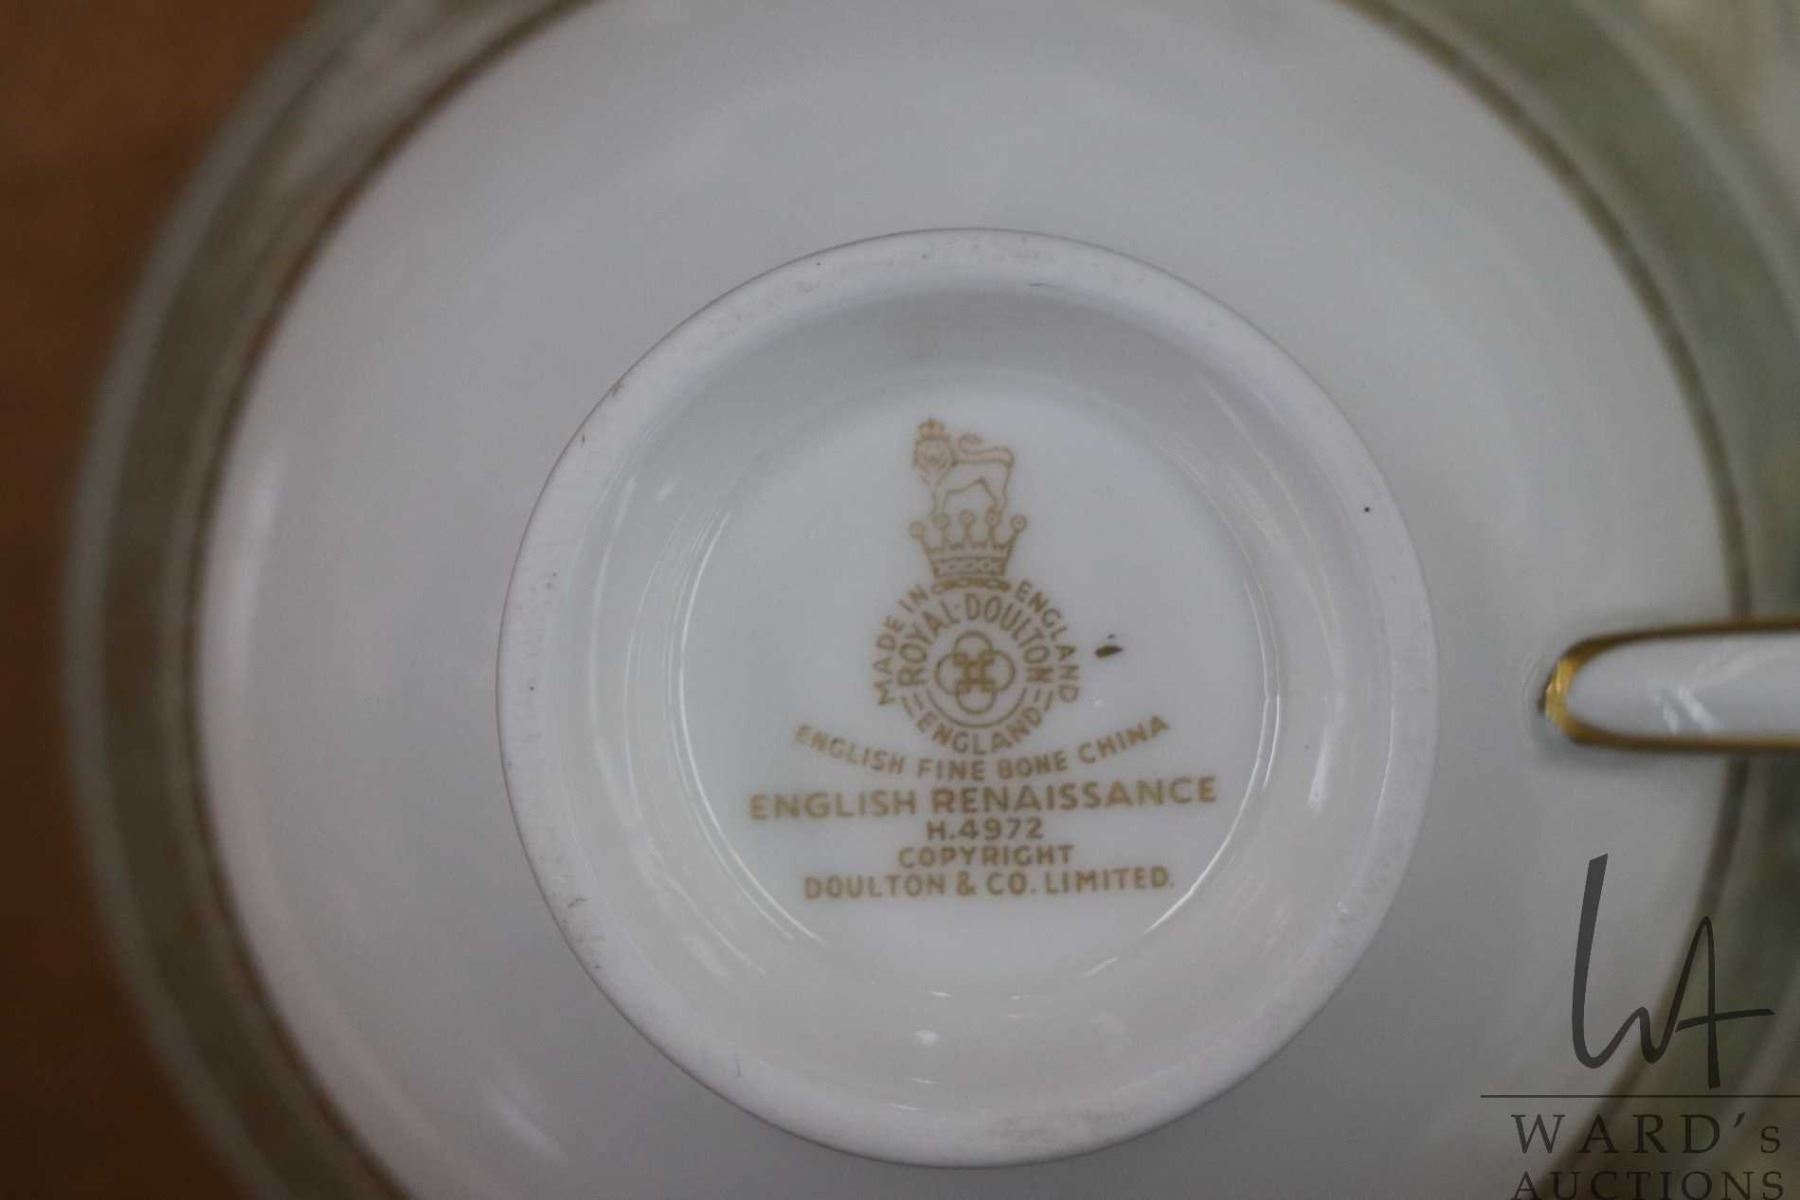 MADE IN ENGLAND
ROYAL·DOULTON
ENGLAND
ENGLISH FINE BONE CHINA
ENGLISH RENAISSANCE
H.4972
COPYRIGHT
DOULTON & CO. LIMITED.
WA
WARD's
AUCTIONS